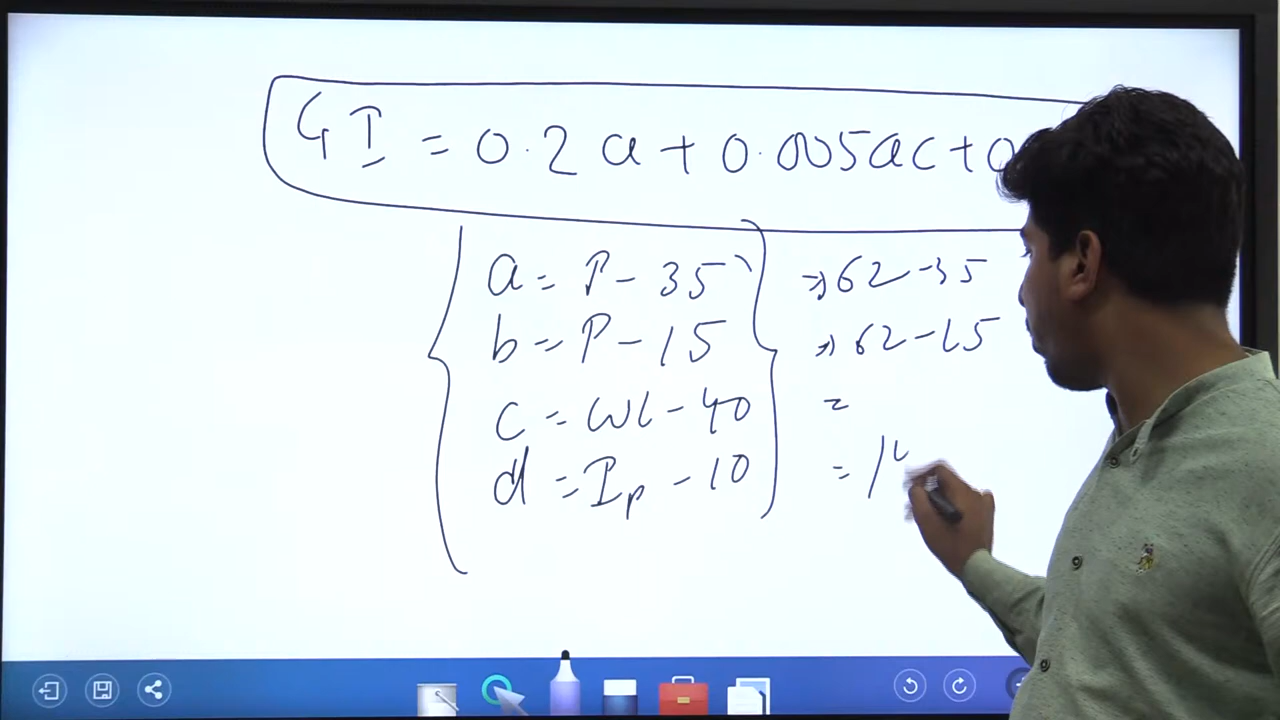 GI = 0.2a + 0.005ac + 0
a = P - 35 ⇒ 62 - 35
b = P - 15 ⇒ 62 - 15
c = WL - 40 =
d = Ip - 10 = 1